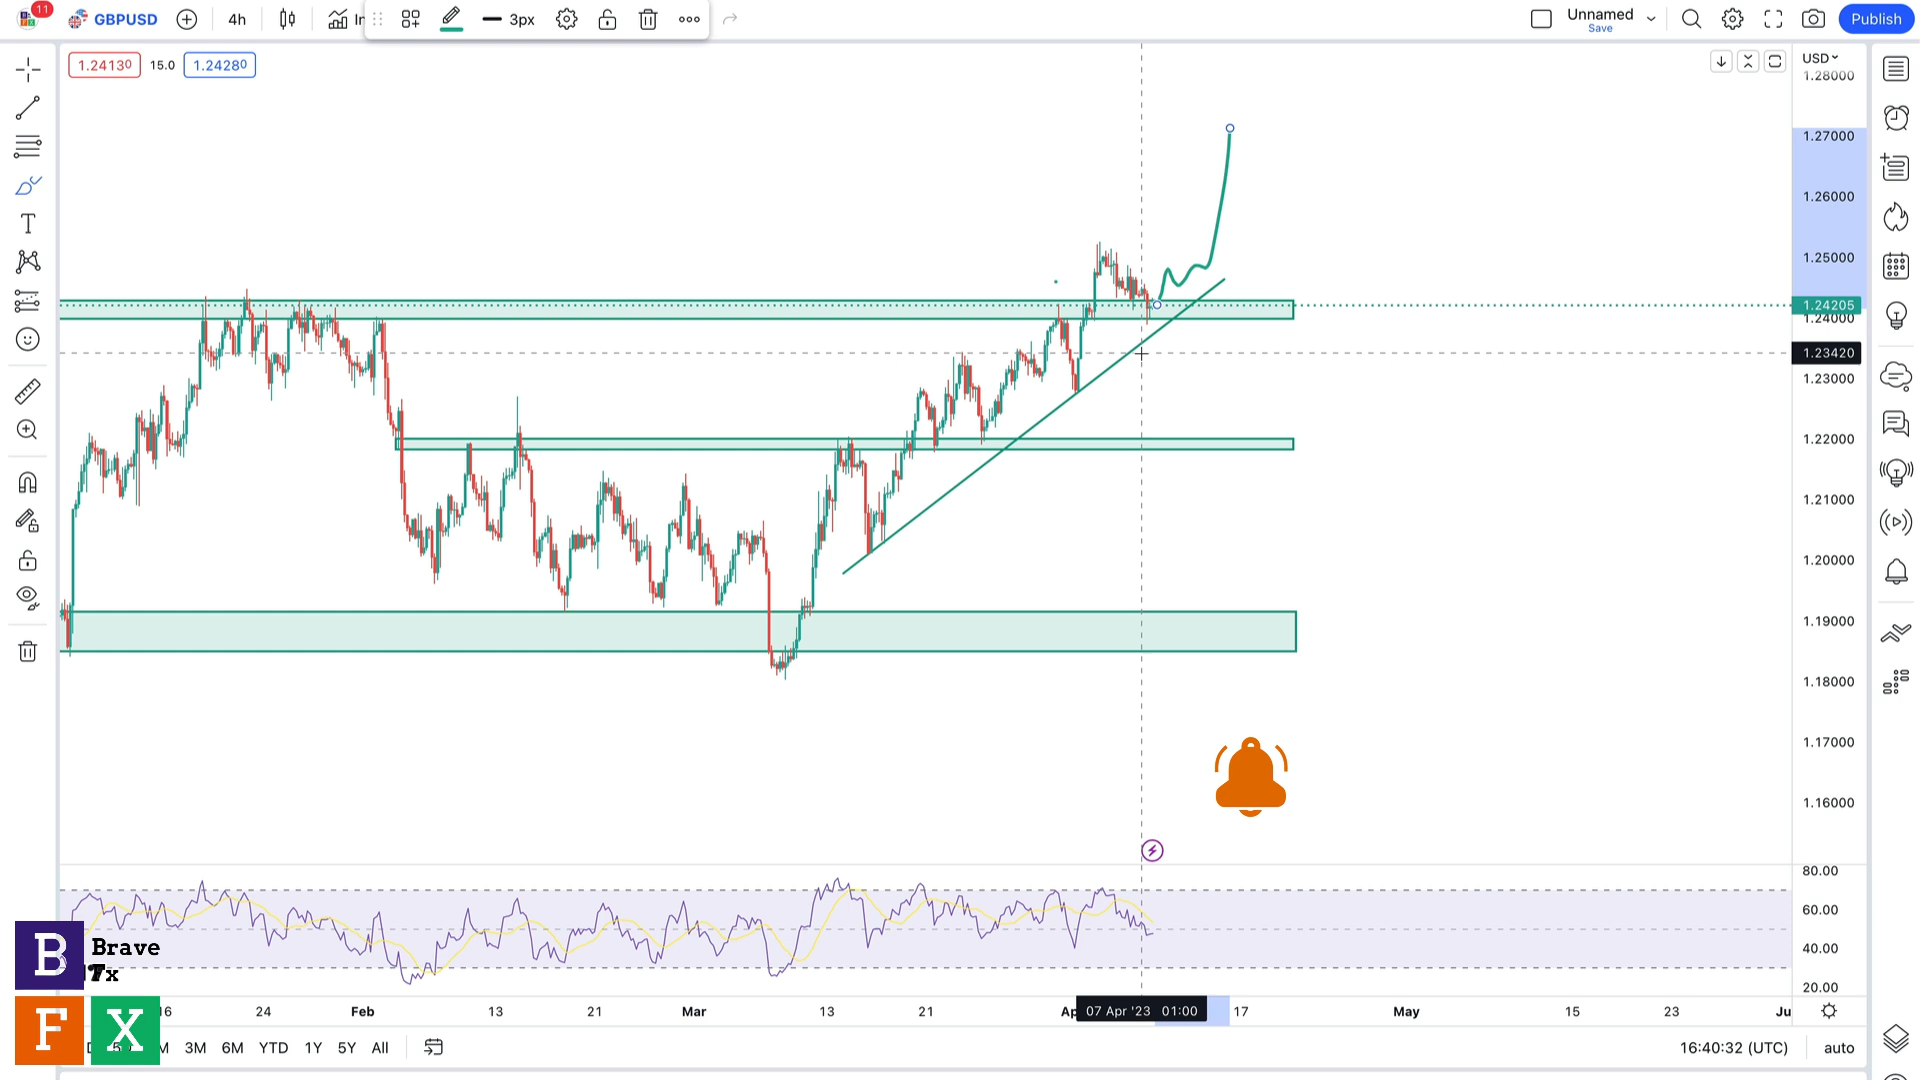 11
GBPUSD
4h
3px
Unnamed
Save
Publish
1.24130
15.0
1.24280
USD
1.28000
1.27000
1.26000
1.25000
1.24205
1.24000
1.23420
1.23000
1.22000
1.21000
1.20000
1.19000
1.18000
1.17000
1.16000
80.00
60.00
40.00
20.00
B
Brave
F
X
16
24
Feb
13
21
Mar
13
21
Ap
07 Apr '23 01:00
17
May
15
23
Ju
3M
6M
YTD
1Y
5Y
All
16:40:32 (UTC)
auto